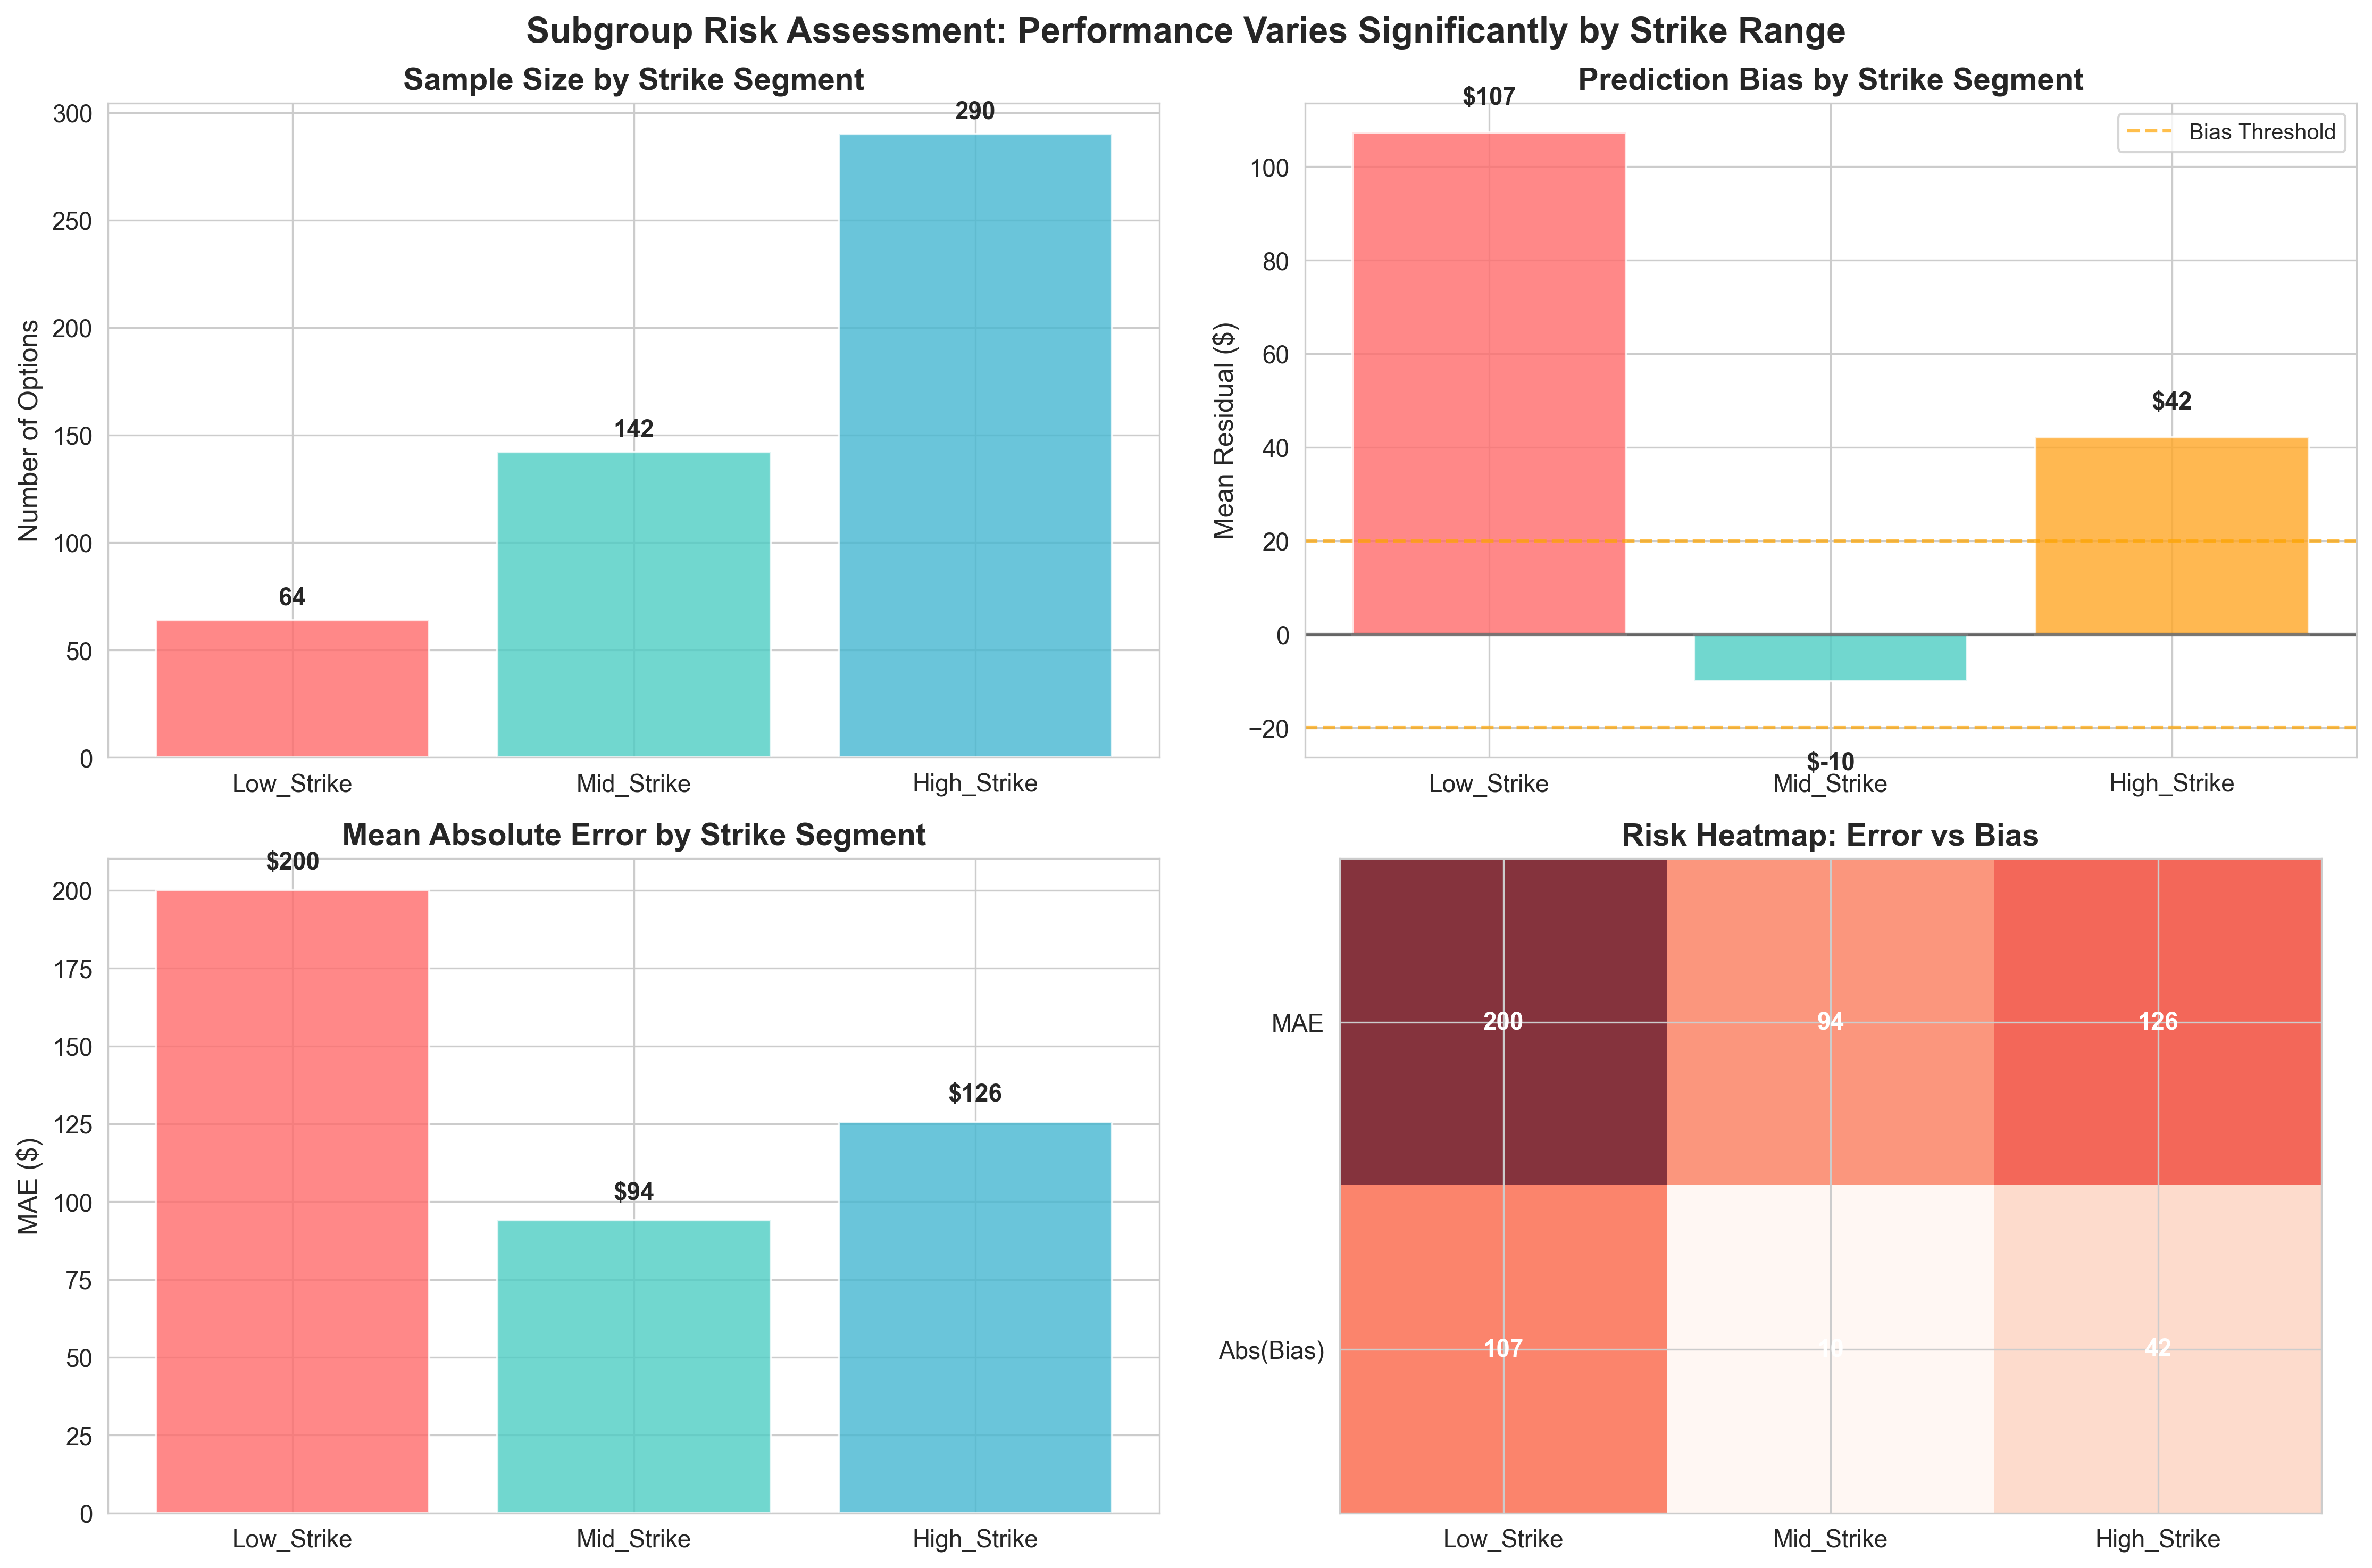 Subgroup Risk Assessment: Performance Varies Significantly by Strike Range
Sample Size by Strike Segment
Number of Options
300
250
200
150
100
50
0
64
142
290
Low_Strike
Mid_Strike
High_Strike
Prediction Bias by Strike Segment
Mean Residual ($)
100
80
60
40
20
0
−20
$107
$-10
$42
Bias Threshold
Low_Strike
Mid_Strike
High_Strike
Mean Absolute Error by Strike Segment
MAE ($)
200
175
150
125
100
75
50
25
0
$200
$94
$126
Low_Strike
Mid_Strike
High_Strike
Risk Heatmap: Error vs Bias
MAE
200
94
126
Abs(Bias)
107
42
Low_Strike
Mid_Strike
High_Strike